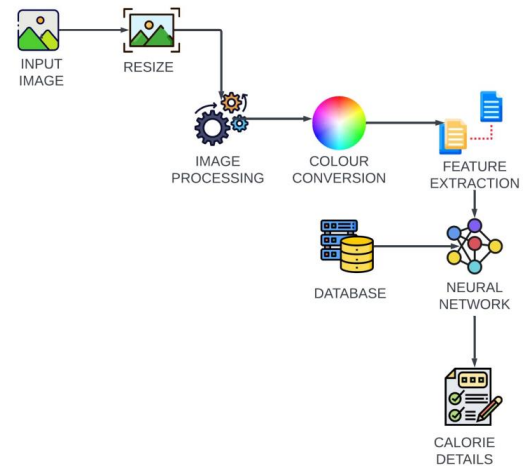 INPUT
IMAGE
RESIZE
IMAGE
PROCESSING
COLOUR
CONVERSION
FEATURE
EXTRACTION
DATABASE
NEURAL
NETWORK
CALORIE
DETAILS